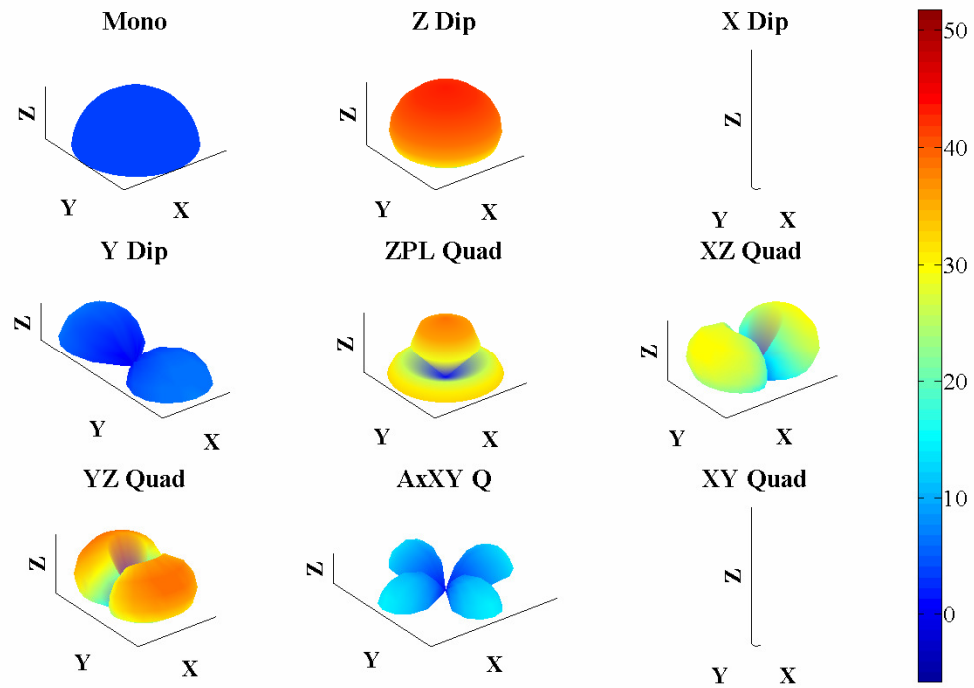 Mono
Z Dip
X Dip
Z
Y
X
Z
Y
X
Z
Y
X
Y Dip
ZPL Quad
XZ Quad
Z
Y
X
Z
Y
X
Z
Y
X
YZ Quad
AxXY Q
XY Quad
Z
Y
X
Z
Y
X
Z
Y
X
50
40
30
20
10
0